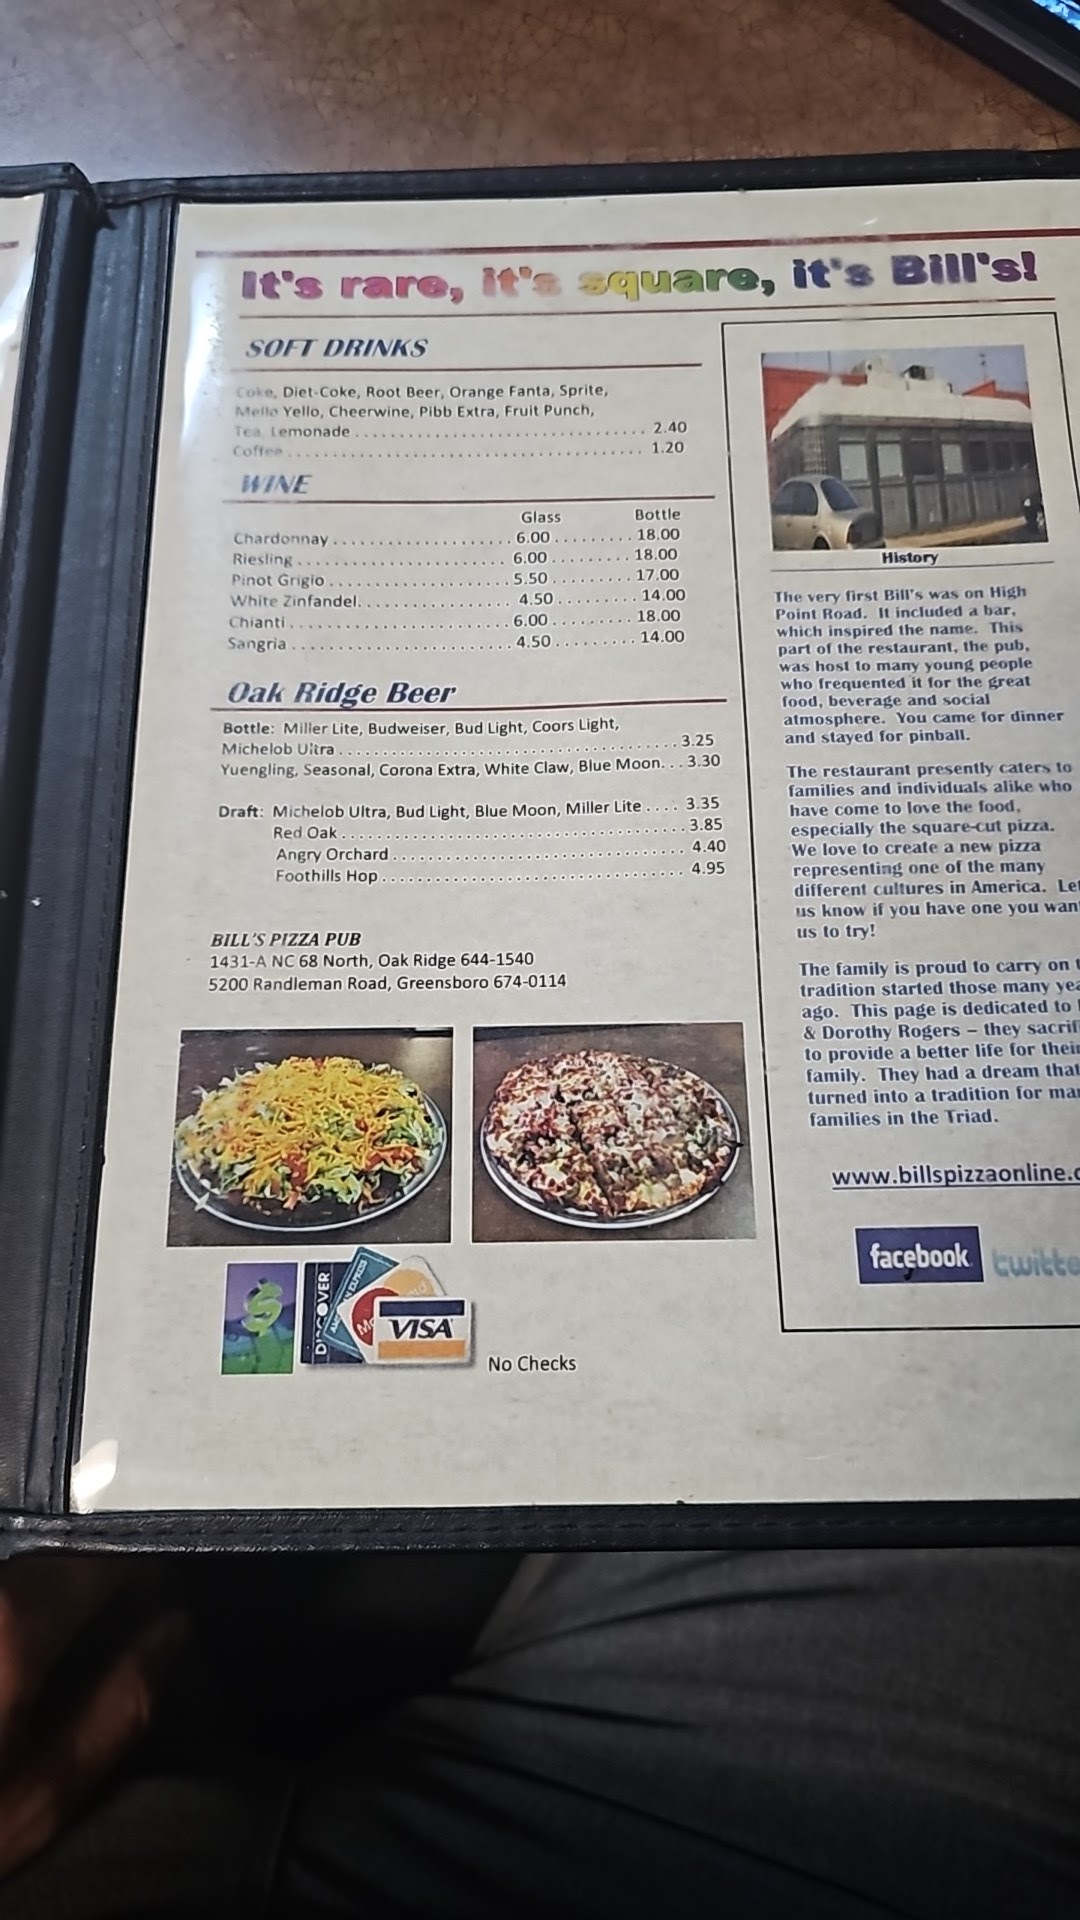 It's rare, it's square, it's Bill's!
SOFT DRINKS
Coke, Diet-Coke, Root Beer, Orange Fanta, Sprite,
Mello Yello, Cheerwine, Pibb Extra, Fruit Punch,
Tea, Lemonade 2.40
Coffee 1.20
WINE
Glass Bottle
Chardonnay 6.00 18.00
Riesling 6.00 18.00
Pinot Grigio 5.50 17.00
White Zinfandel 4.50 14.00
Chianti 6.00 18.00
Sangria 4.50 14.00
Oak Ridge Beer
Bottle: Miller Lite, Budweiser, Bud Light, Coors Light,
Michelob Ultra 3.25
Yuengling, Seasonal, Corona Extra, White Claw, Blue Moon 3.30
Draft: Michelob Ultra, Bud Light, Blue Moon, Miller Lite 3.35
Red Oak 3.85
Angry Orchard 4.40
Foothills Hop 4.95
BILL'S PIZZA PUB
1431-A NC 68 North, Oak Ridge 644-1540
5200 Randleman Road, Greensboro 674-0114
$
DISCOVER
AMERICAN EXPRESS
VISA
No Checks
History
The very first Bill's was on High
Point Road. It included a bar,
which inspired the name. This
part of the restaurant, the pub,
was host to many young people
who frequented it for the great
food, beverage and social
atmosphere. You came for dinner
and stayed for pinball.
The restaurant presently caters to
families and individuals alike who
have come to love the food,
especially the square-cut pizza.
We love to create a new pizza
representing one of the many
different cultures in America. Let
us know if you have one you want
us to try!
The family is proud to carry on
tradition started those many
ago. This page is dedicated to
& Dorothy Rogers – they
to provide a better life for their
family. They had a dream that
turned into a tradition for
families in the Triad.
www.billspizzaonline.
facebook